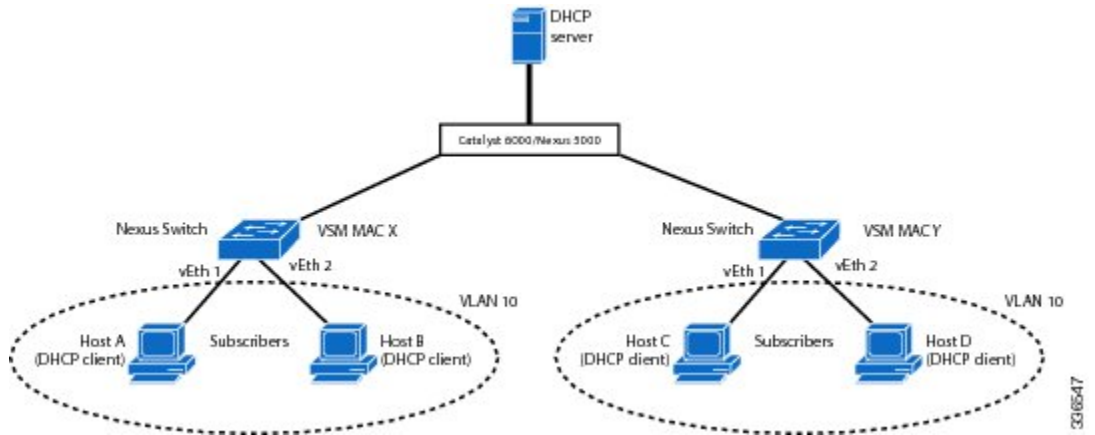 DHCP
server
Catalyst 6000/Nexus 5000
Nexus Switch
VSM MAC X
Nexus Switch
VSM MAC Y
vEth 1
vEth 2
vEth 1
vEth 2
VLAN 10
VLAN 10
Host A
(DHCP client)
Subscribers
Host B
(DHCP client)
Host C
(DHCP client)
Subscribers
Host D
(DHCP client)
336547